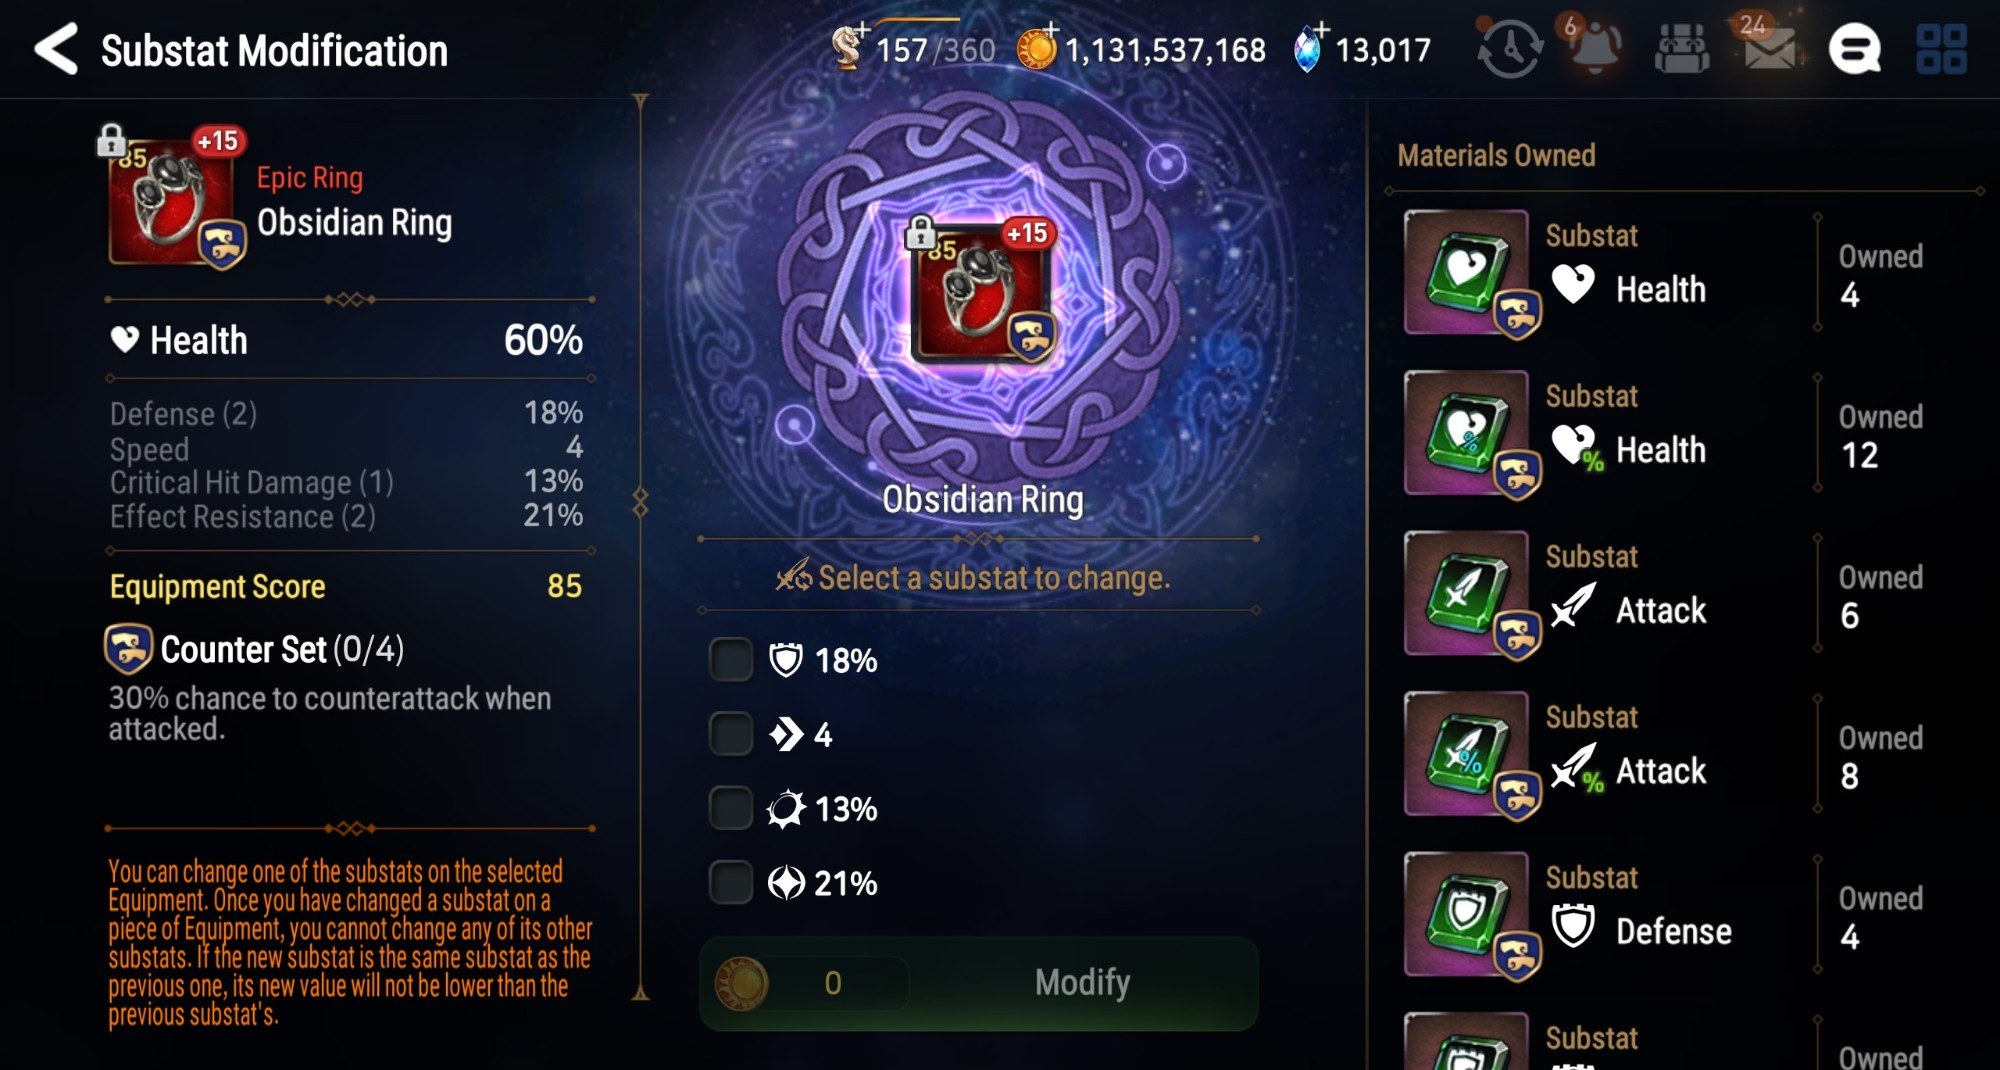 Substat Modification
157/360
1,131,537,168
13,017
6
24
85
+15
Epic Ring
Obsidian Ring
Health 60%
Defense (2) 18%
Speed 4
Critical Hit Damage (1) 13%
Effect Resistance (2) 21%
Equipment Score 85
Counter Set (0/4)
30% chance to counterattack when
attacked.
You can change one of the substats on the selected
Equipment. Once you have changed a substat on a
piece of Equipment, you cannot change any of its other
substats. If the new substat is the same substat as the
previous one, its new value will not be lower than the
previous substat's.
85
+15
Obsidian Ring
Select a substat to change.
18%
4
13%
21%
0
Modify
Materials Owned
Substat
Health
Owned
4
Substat
% Health
Owned
12
Substat
Attack
Owned
6
Substat
% Attack
Owned
8
Substat
Defense
Owned
4
Substat
Owned